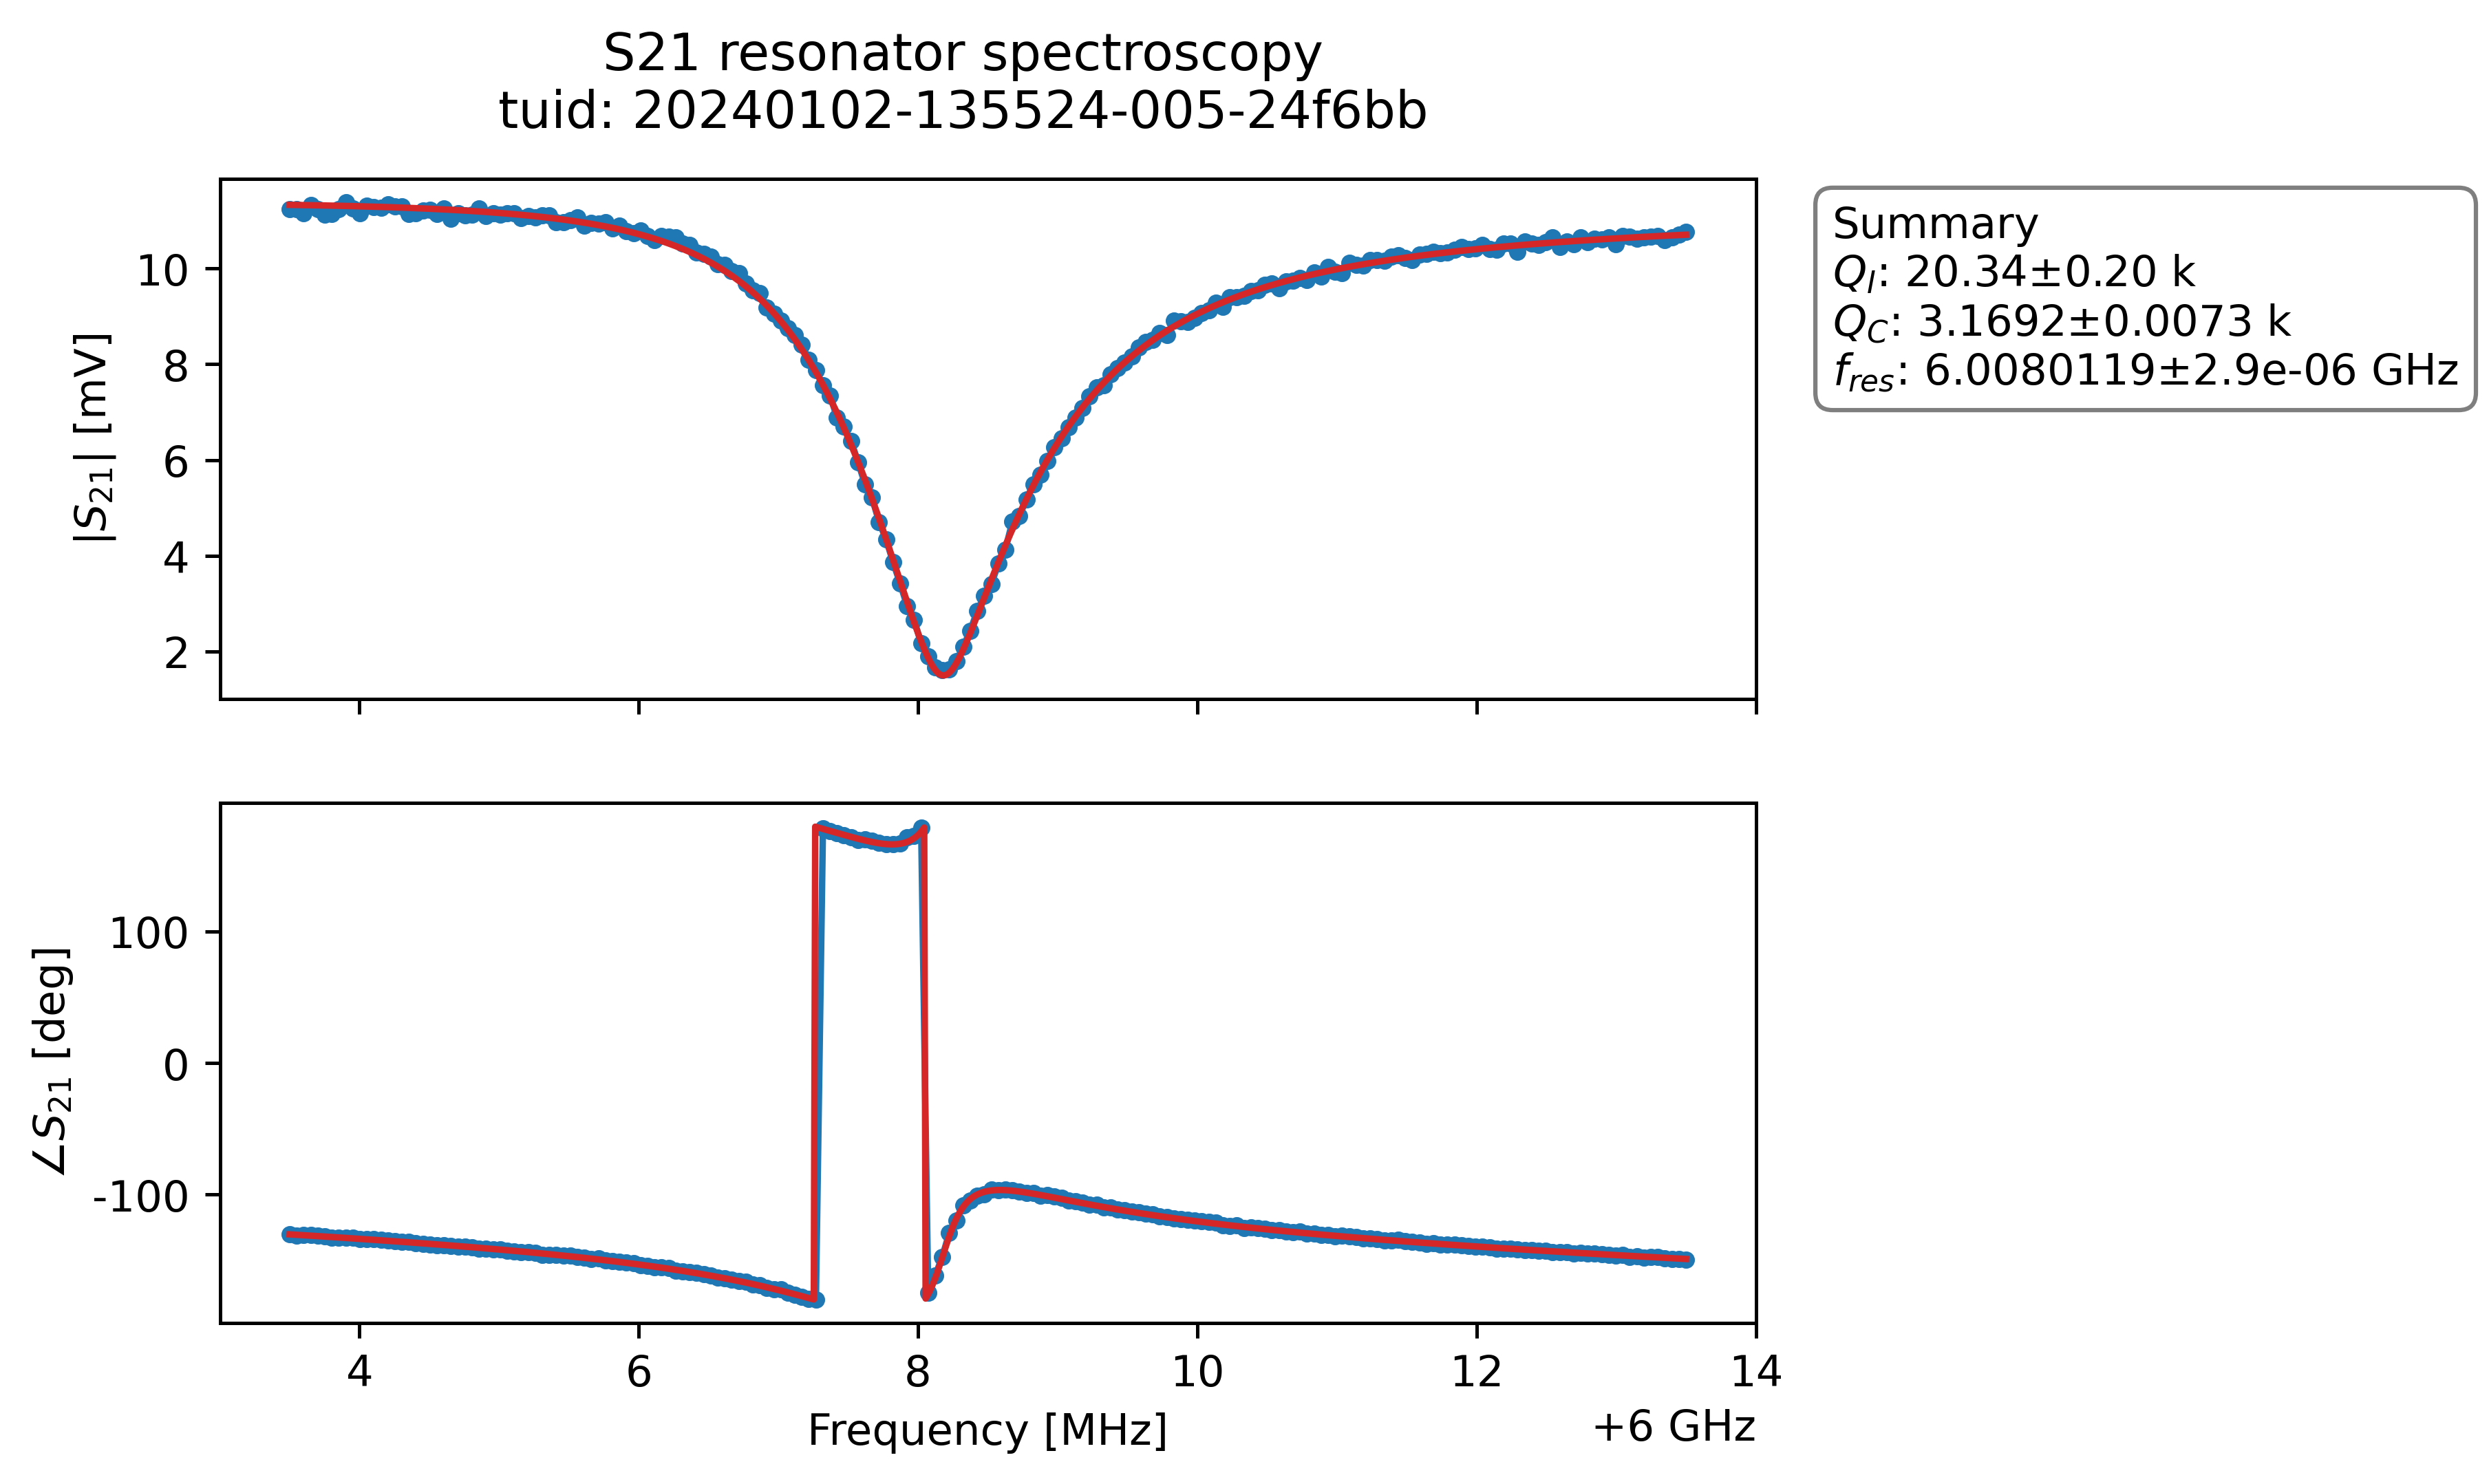 S21 resonator spectroscopy
tuid: 20240102-135524-005-24f6bb
10
8
6
4
2
|S21| [mV]
Summary
QI: 20.34±0.20 k
QC: 3.1692±0.0073 k
fres: 6.0080119±2.9e-06 GHz
100
0
-100
∠S21 [deg]
4 6 8 10 12 14
Frequency [MHz]
+6 GHz